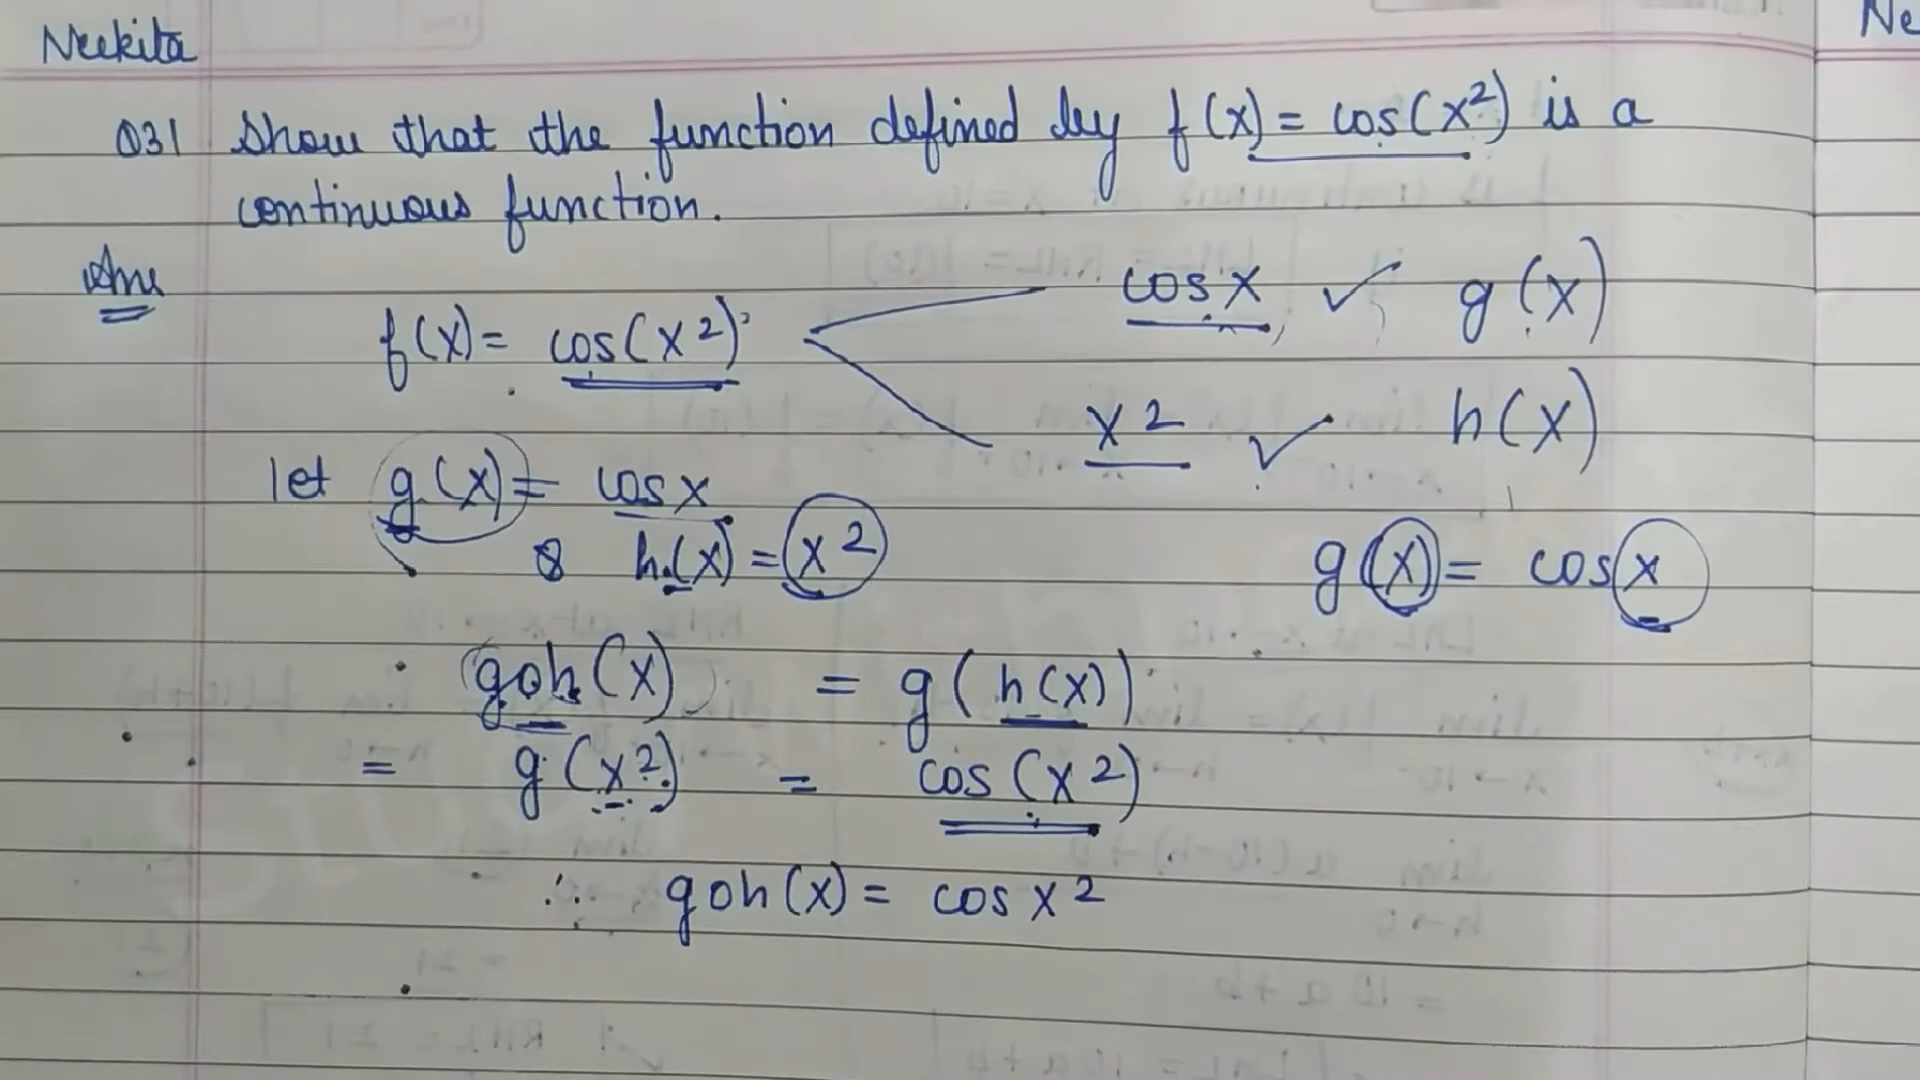 Neekita
Ne
Q31 Show that the function defined by f(x) = cos(x²) is a
continuous function.
Ans
cos x ✓ g(x)
f(x) = cos(x²)
x² ✓ h(x)
let g(x) = cos x
& h(x) = x²
g(x) = cos x
goh(x) = g(h(x))
= g(x²) = cos(x²)
∴ goh(x) = cos x²